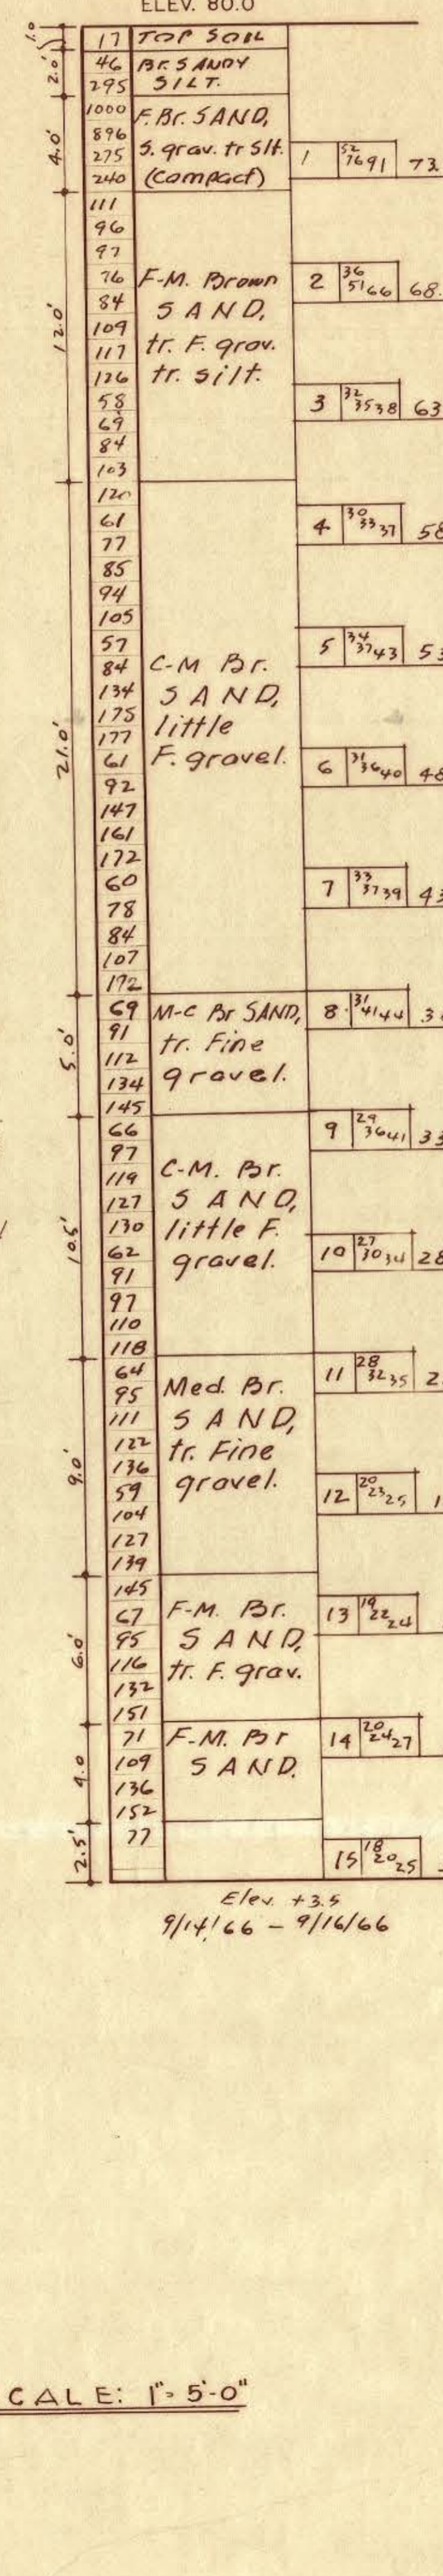 ELEV. 80.0
1.0
17 TOP SOIL
2.0'
46 BR. SANDY
295 SILT.
4.0'
1000 F. Br. SAND,
896
275 S. grav. tr slt. 1 52 76 91 73.
240 (compact)
12.0'
111
96
97
76 F-M. Brown 2 36 51 66 68.
84 SAND,
109
117 tr. F. grav.
126 tr. silt.
58 3 32 35 38 63
69
84
103
21.0'
120
61 4 30 33 37 58
77
85
94
105
57 5 34 37 43 53
84 C-M Br.
134 SAND,
175 little
177
61 F. gravel. 6 31 36 40 48
92
147
161
172
60 7 33 37 39 43
78
84
107
172
5.0'
69 M-C Br SAND, 8 31 41 44
91 tr. Fine
112
134 gravel.
145
10.5'
66 9 29 36 41 33
97
119 C-M. Br.
127 SAND,
130 little F.
62 gravel. 10 27 30 34 28
91
97
110
118
9.0'
64 11 28 32 35 2
95 Med. Br.
111 SAND,
122 tr. Fine
136
59 gravel. 12 20 23 25 1
104
127
139
6.0'
145
67 F-M. Br. 13 19 22 24
95 SAND,
116 tr. F. grav.
132
151
4.0
71 F-M. Br 14 20 24 27
109 SAND.
136
152
2.5'
77
15 18 20 25
Elev. +3.5
9/14/66 – 9/16/66
CALE: 1"= 5'-0"